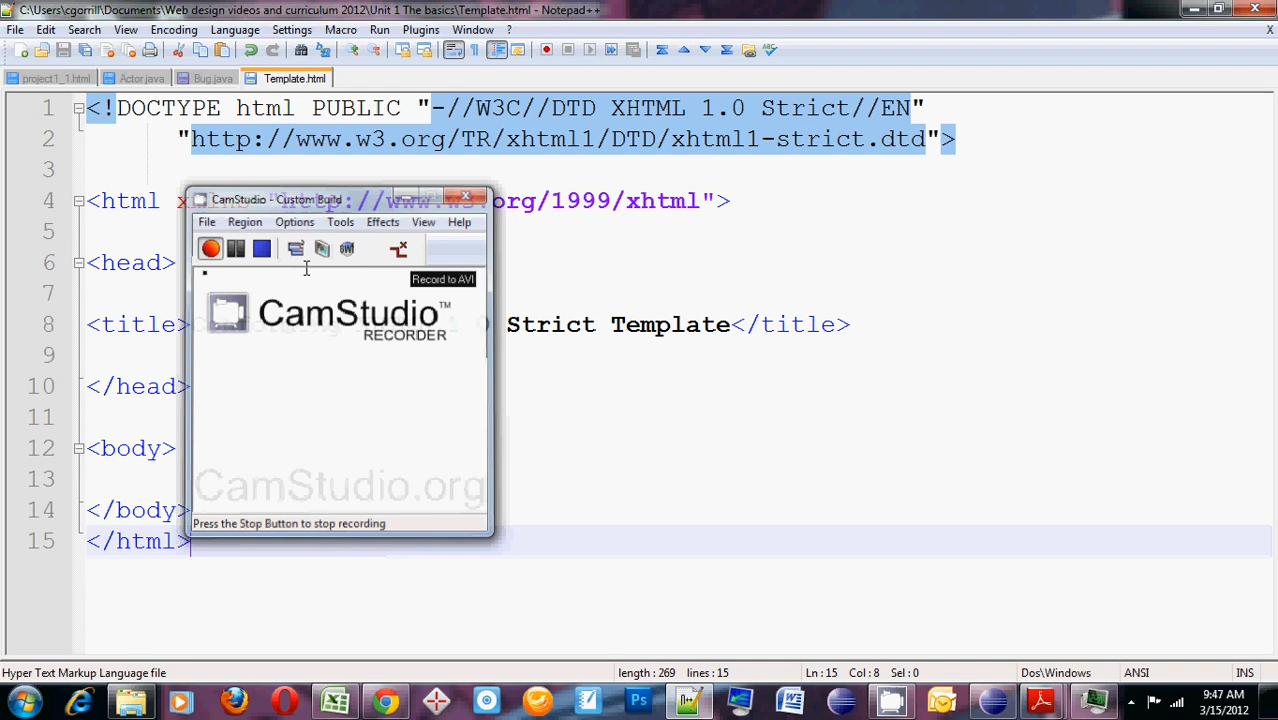 C:\Users\cgorrill\Documents\Web design videos and curriculum 2012\Unit 1 The basics\Template.html - Notepad++
File Edit Search View Encoding Language Settings Macro Run Plugins Window ? X
project1_1.html Actor.java Bug.java Template.html
1 <!DOCTYPE html PUBLIC "-//W3C//DTD XHTML 1.0 Strict//EN"
2 "http://www.w3.org/TR/xhtml1/DTD/xhtml1-strict.dtd">
3
4 <html xmlns="http://www.w3.org/1999/xhtml">
5
6 <head>
7
8 <title> Strict Template</title>
9
10 </head>
11
12 <body>
13
14 </body>
15 </html>
CamStudio - Custom Build
File Region Options Tools Effects View Help
Record to AVI
CamStudio™
RECORDER
CamStudio.org
Press the Stop Button to stop recording
Hyper Text Markup Language file length : 269 lines : 15 Ln : 15 Col : 8 Sel : 0 Dos\Windows ANSI INS
9:47 AM
3/15/2012